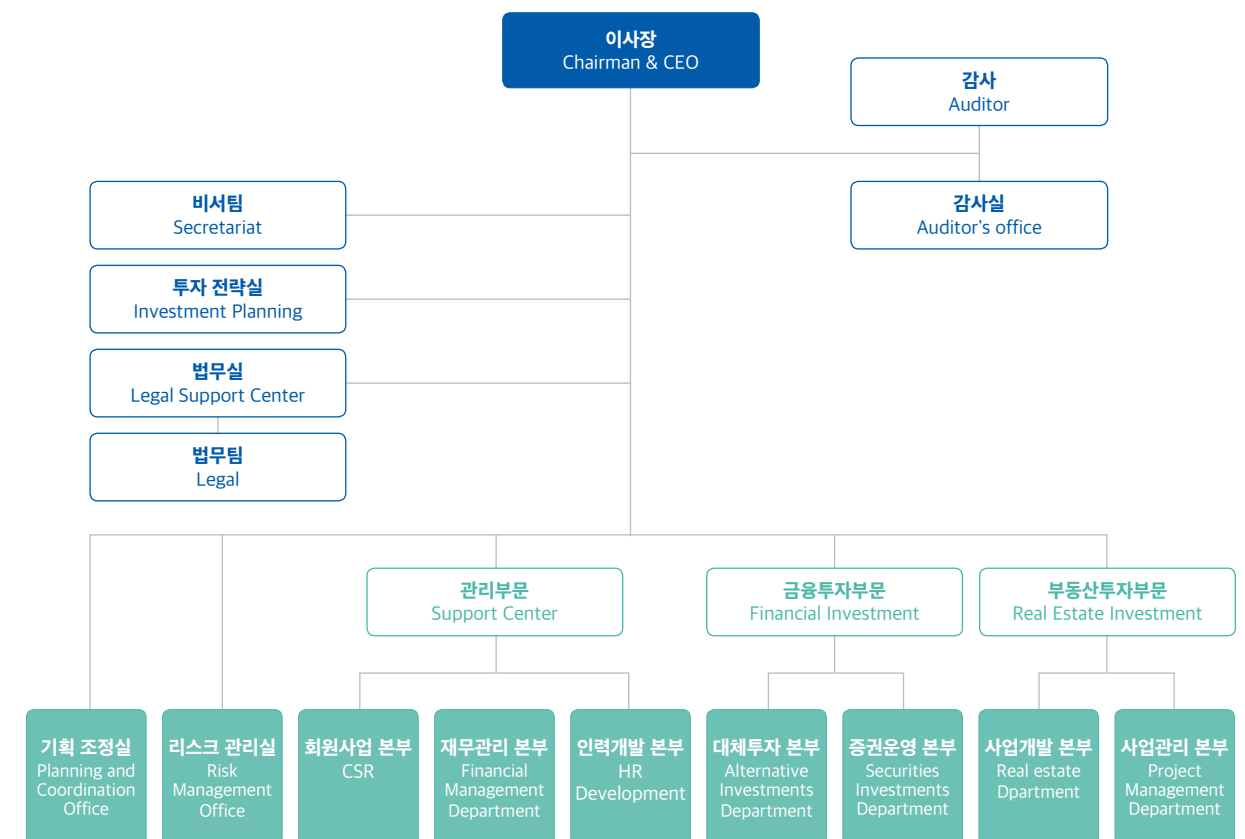 이사장
Chairman & CEO
감사
Auditor
비서팀
Secretariat
감사실
Auditor's office
투자 전략실
Investment Planning
법무실
Legal Support Center
법무팀
Legal
관리부문
Support Center
금융투자부문
Financial Investment
부동산투자부문
Real Estate Investment
기획 조정실
Planning and
Coordination
Office
리스크 관리실
Risk
Management
Office
회원사업 본부
CSR
재무관리 본부
Financial
Management
Department
인력개발 본부
HR
Development
대체투자 본부
Alternative
Investments
Department
증권운영 본부
Securities
Investments
Department
사업개발 본부
Real estate
Dpartment
사업관리 본부
Project
Management
Department